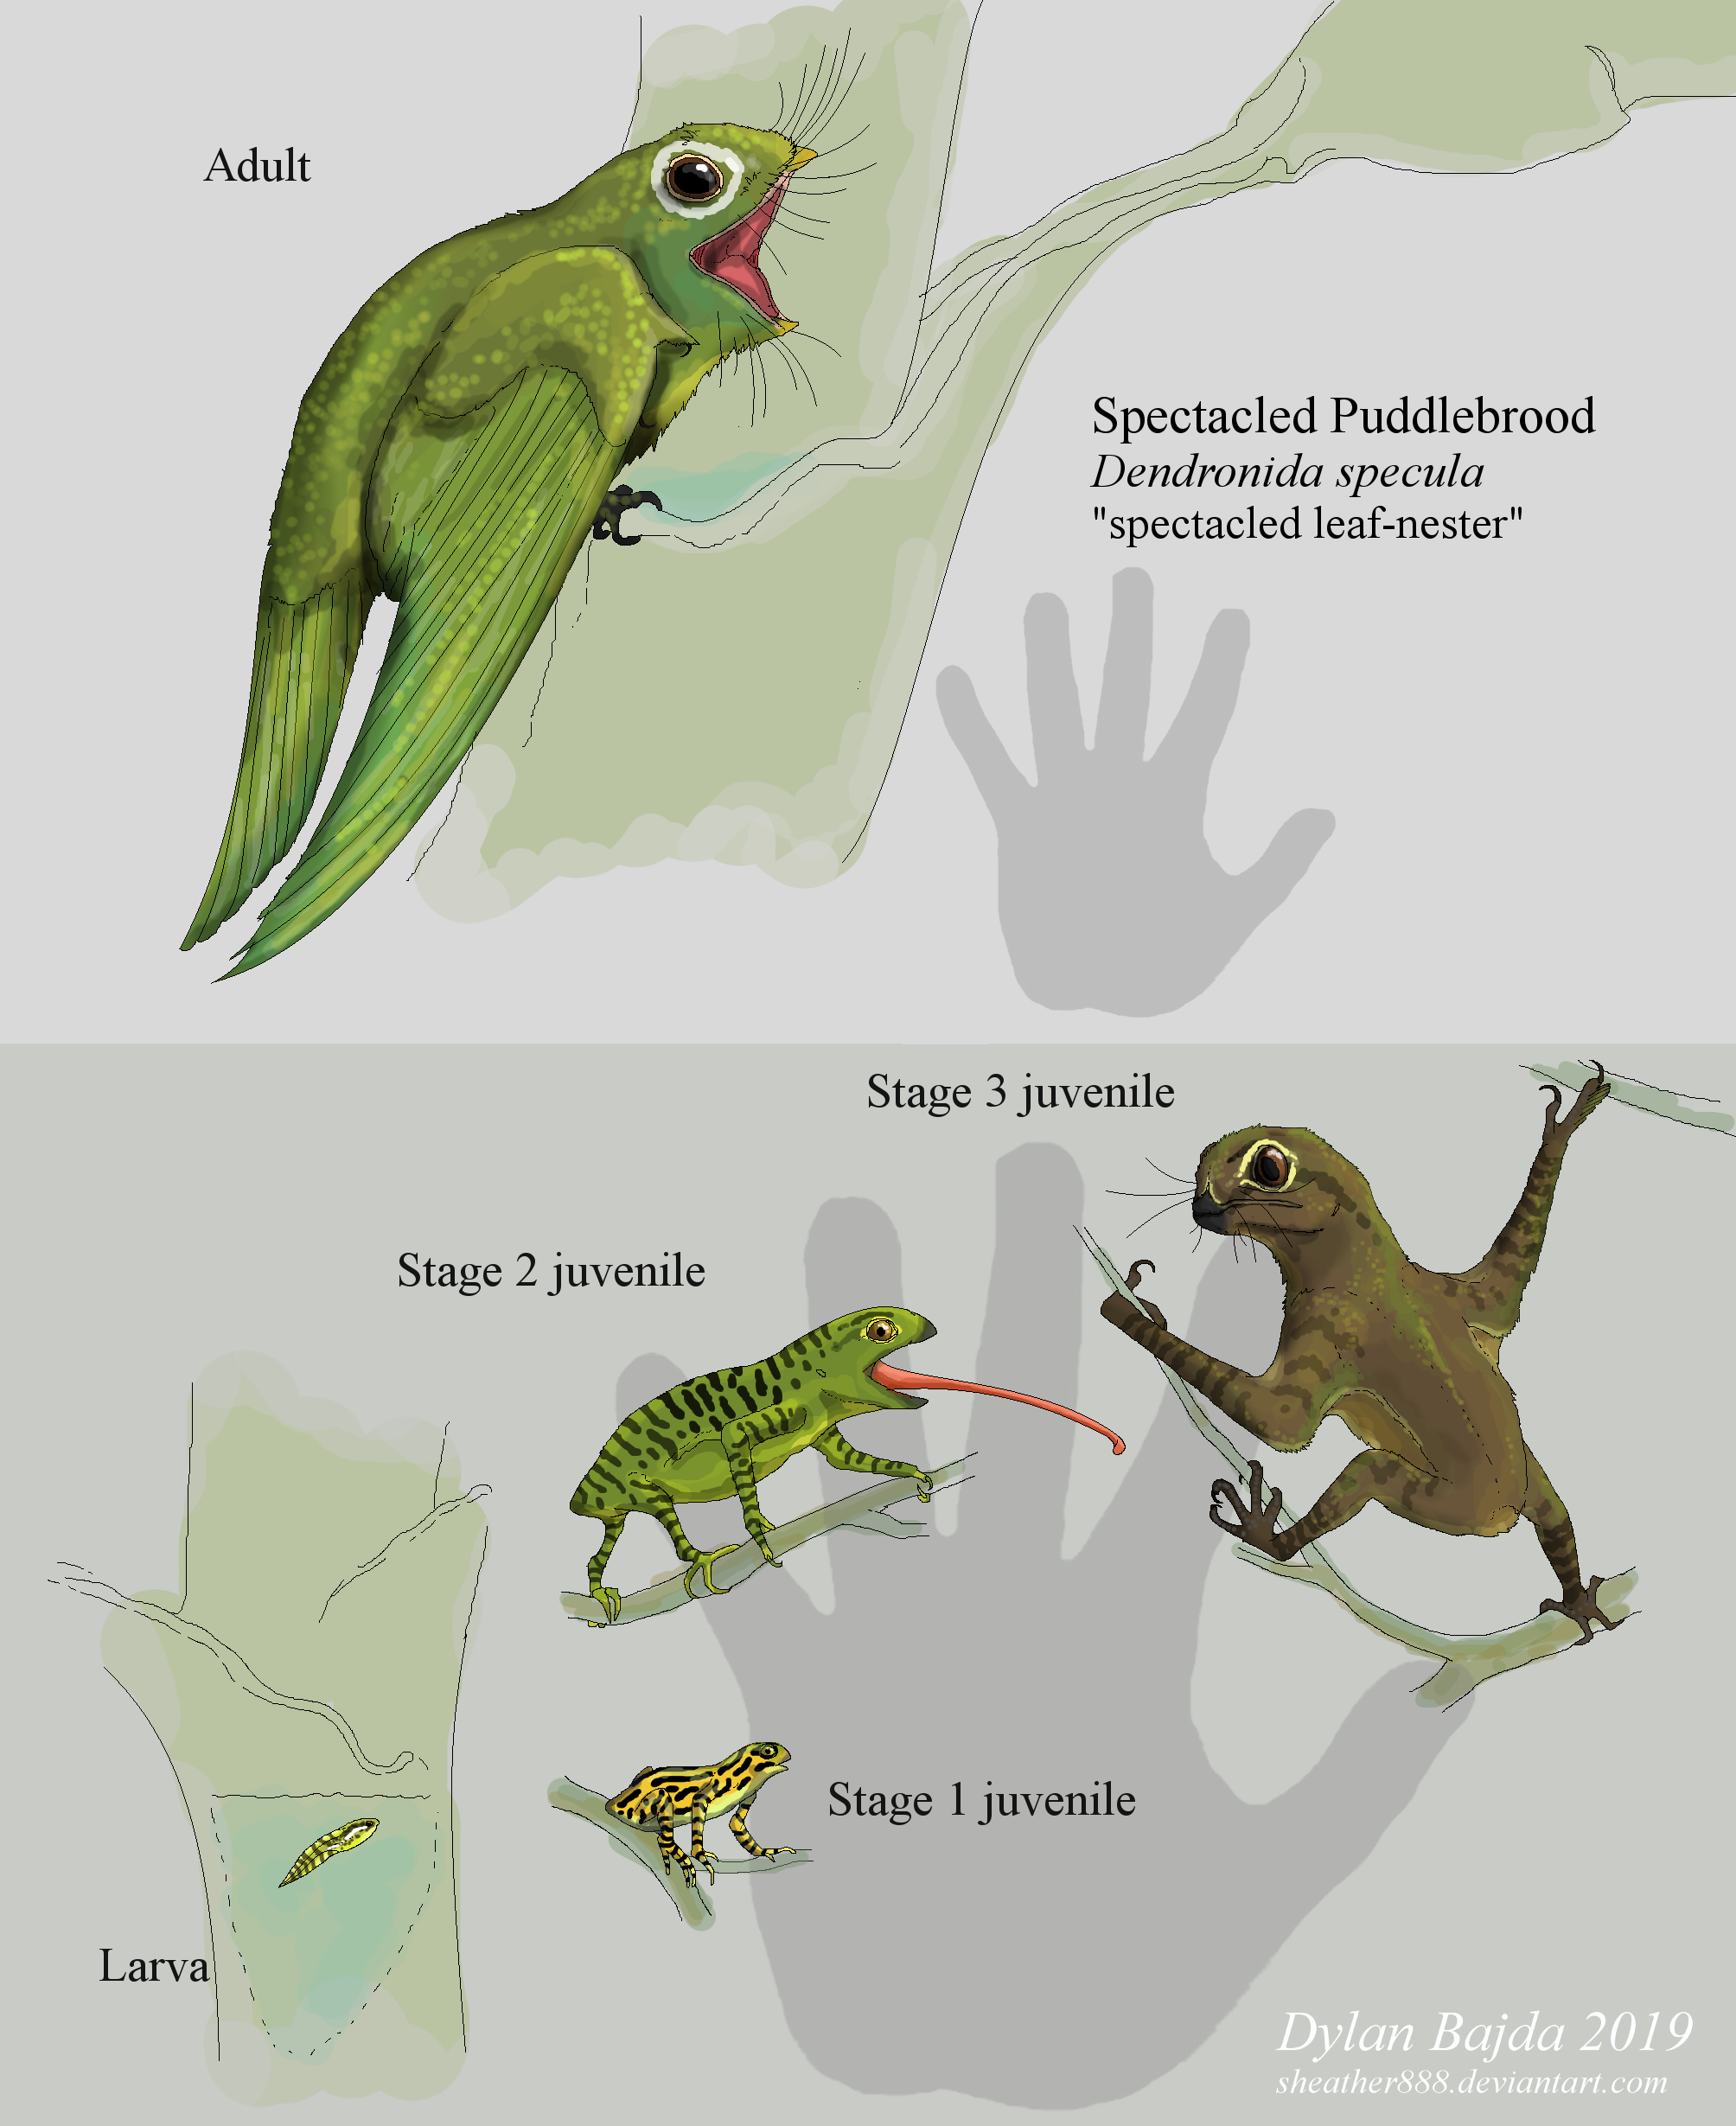 Adult
Spectacled Puddlebrood
Dendronida specula
"spectacled leaf-nester"
Stage 3 juvenile
Stage 2 juvenile
Stage 1 juvenile
Larva
Dylan Bajda 2019
sheather888.deviantart.com